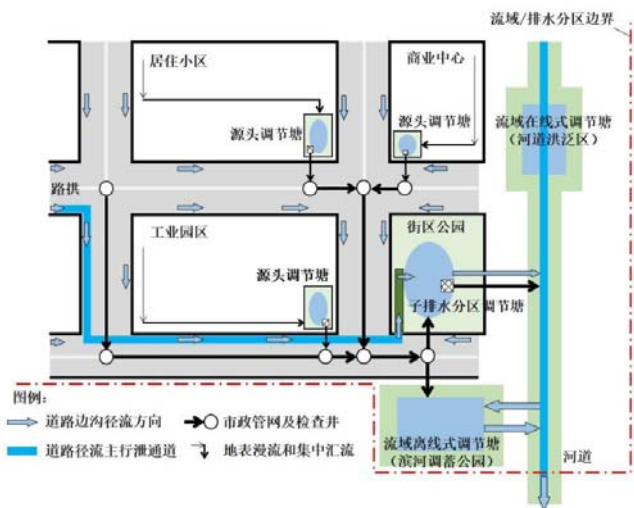 流域/排水分区边界
居住小区
商业中心
源头调节塘
源头调节塘
流域在线式调节塘
（河道洪泛区）
路拱
工业园区
街区公园
源头调节塘
子排水分区调节塘
图例：
道路边沟径流方向
市政管网及检查井
道路径流主行泄通道
地表漫流和集中汇流
流域离线式调节塘
（滨河调蓄公园）
河道